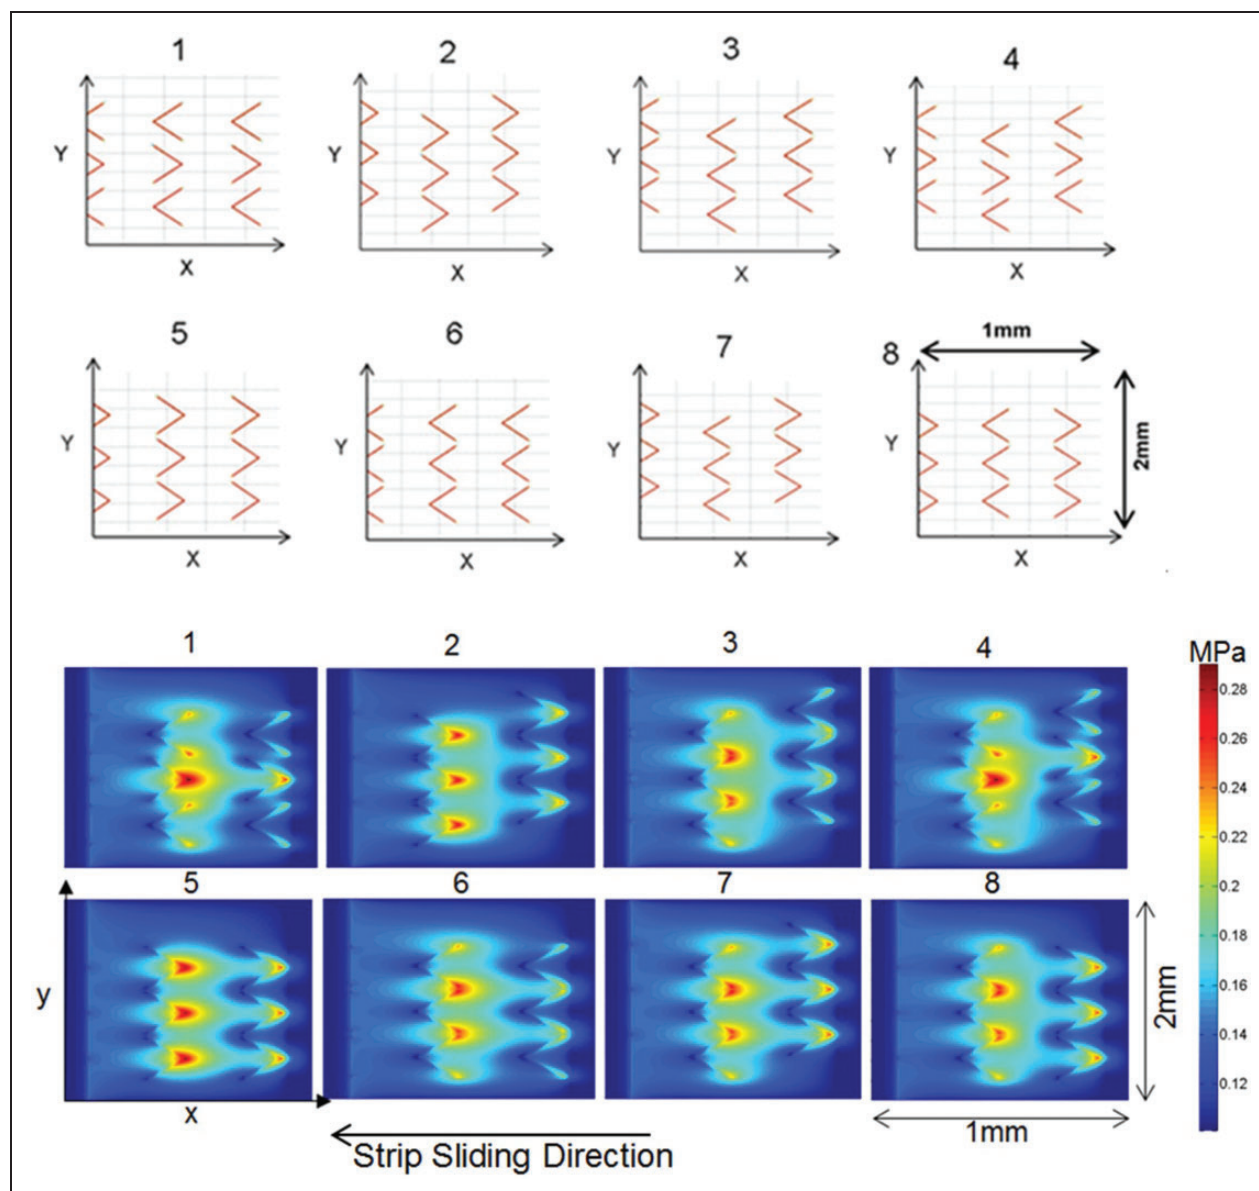 1 2 3 4
Y Y Y Y
X X X X
5 6 7 8 1mm
Y Y Y Y 2mm
X X X X
1 2 3 4 MPa
0.28
0.26
0.24
0.22
0.2
0.18
0.16
0.14
0.12
5 6 7 8
y 2mm
x 1mm
Strip Sliding Direction